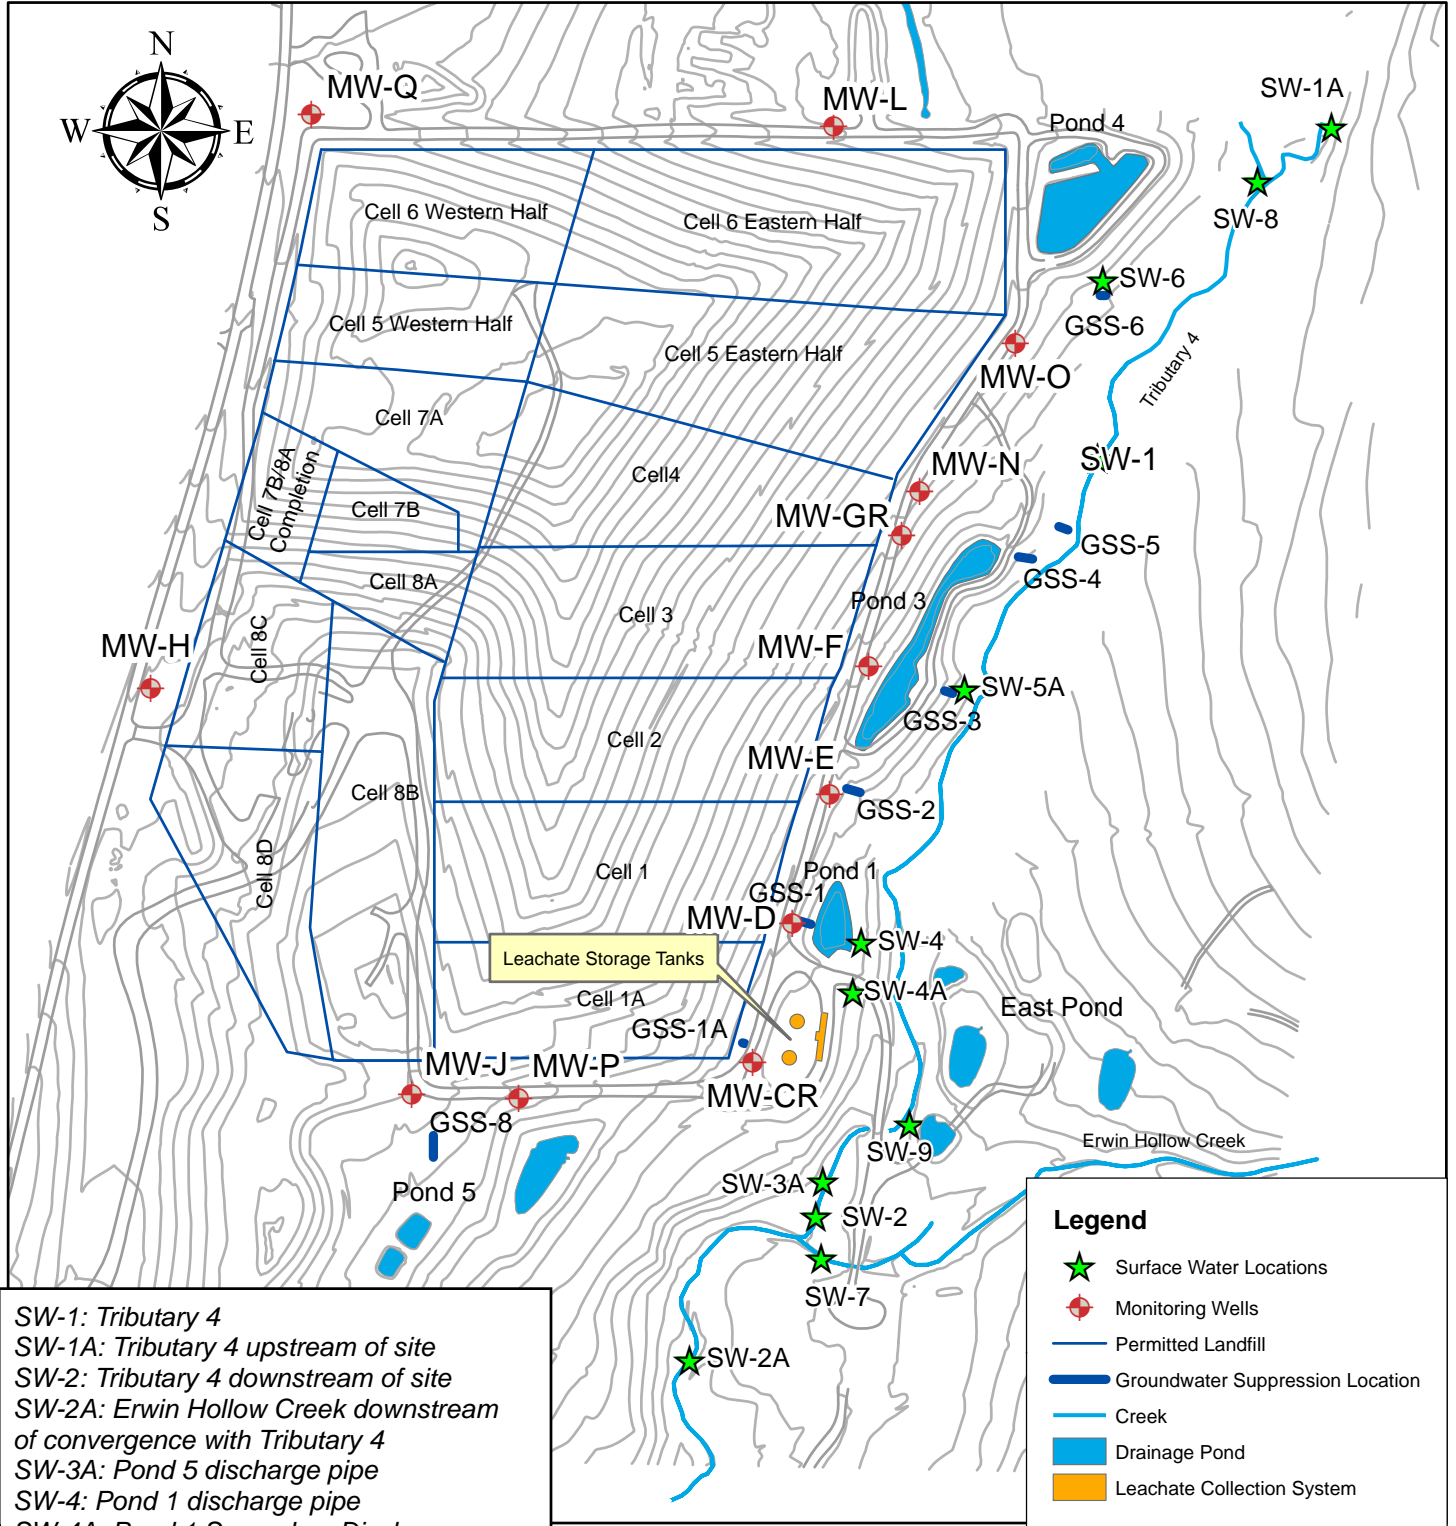 N
W
E
S
MW-Q
MW-L
SW-1A
Pond 4
SW-8
Cell 6 Western Half
Cell 6 Eastern Half
SW-6
GSS-6
Cell 5 Western Half
Cell 5 Eastern Half
MW-O
Tributary 4
Cell 7A
Cell 7B/8A
Completion
Cell4
MW-N
SW-1
Cell 7B
MW-GR
GSS-5
GSS-4
Cell 8A
Cell 3
Pond 3
MW-H
Cell 8C
MW-F
SW-5A
GSS-3
Cell 2
MW-E
Cell 8B
GSS-2
Cell 8D
Cell 1
Pond 1
GSS-1
MW-D
SW-4
Leachate Storage Tanks
SW-4A
Cell 1A
East Pond
GSS-1A
MW-J
MW-P
MW-CR
GSS-8
SW-9
Erwin Hollow Creek
Pond 5
SW-3A
SW-2
SW-7
SW-2A
Legend
Surface Water Locations
Monitoring Wells
Permitted Landfill
Groundwater Suppression Location
Creek
Drainage Pond
Leachate Collection System
SW-1: Tributary 4
SW-1A: Tributary 4 upstream of site
SW-2: Tributary 4 downstream of site
SW-2A: Erwin Hollow Creek downstream
of convergence with Tributary 4
SW-3A: Pond 5 discharge pipe
SW-4: Pond 1 discharge pipe